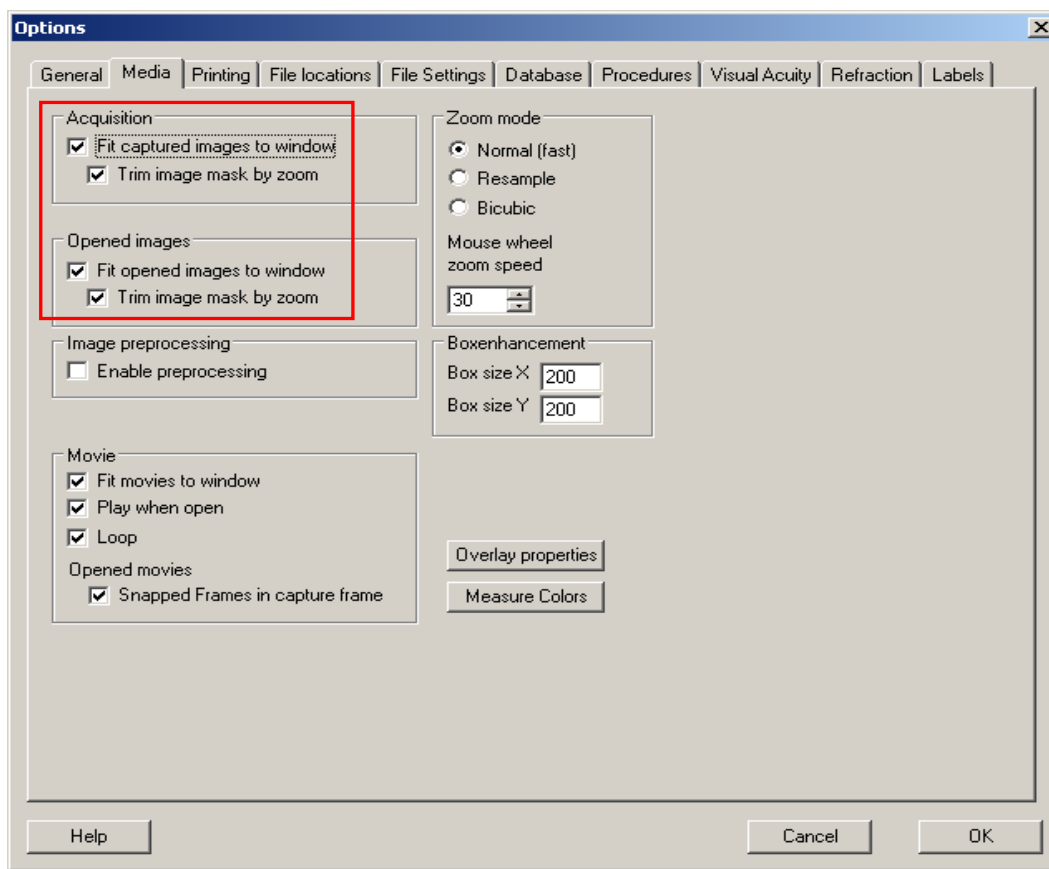 Options
General Media Printing File locations File Settings Database Procedures Visual Acuity Refraction Labels
Acquisition
Fit captured images to window
Trim image mask by zoom
Opened images
Fit opened images to window
Trim image mask by zoom
Image preprocessing
Enable preprocessing
Movie
Fit movies to window
Play when open
Loop
Opened movies
Snapped Frames in capture frame
Zoom mode
Normal (fast)
Resample
Bicubic
Mouse wheel
zoom speed
30
Boxenhancement
Box size X 200
Box size Y 200
Overlay properties
Measure Colors
Help
Cancel
OK